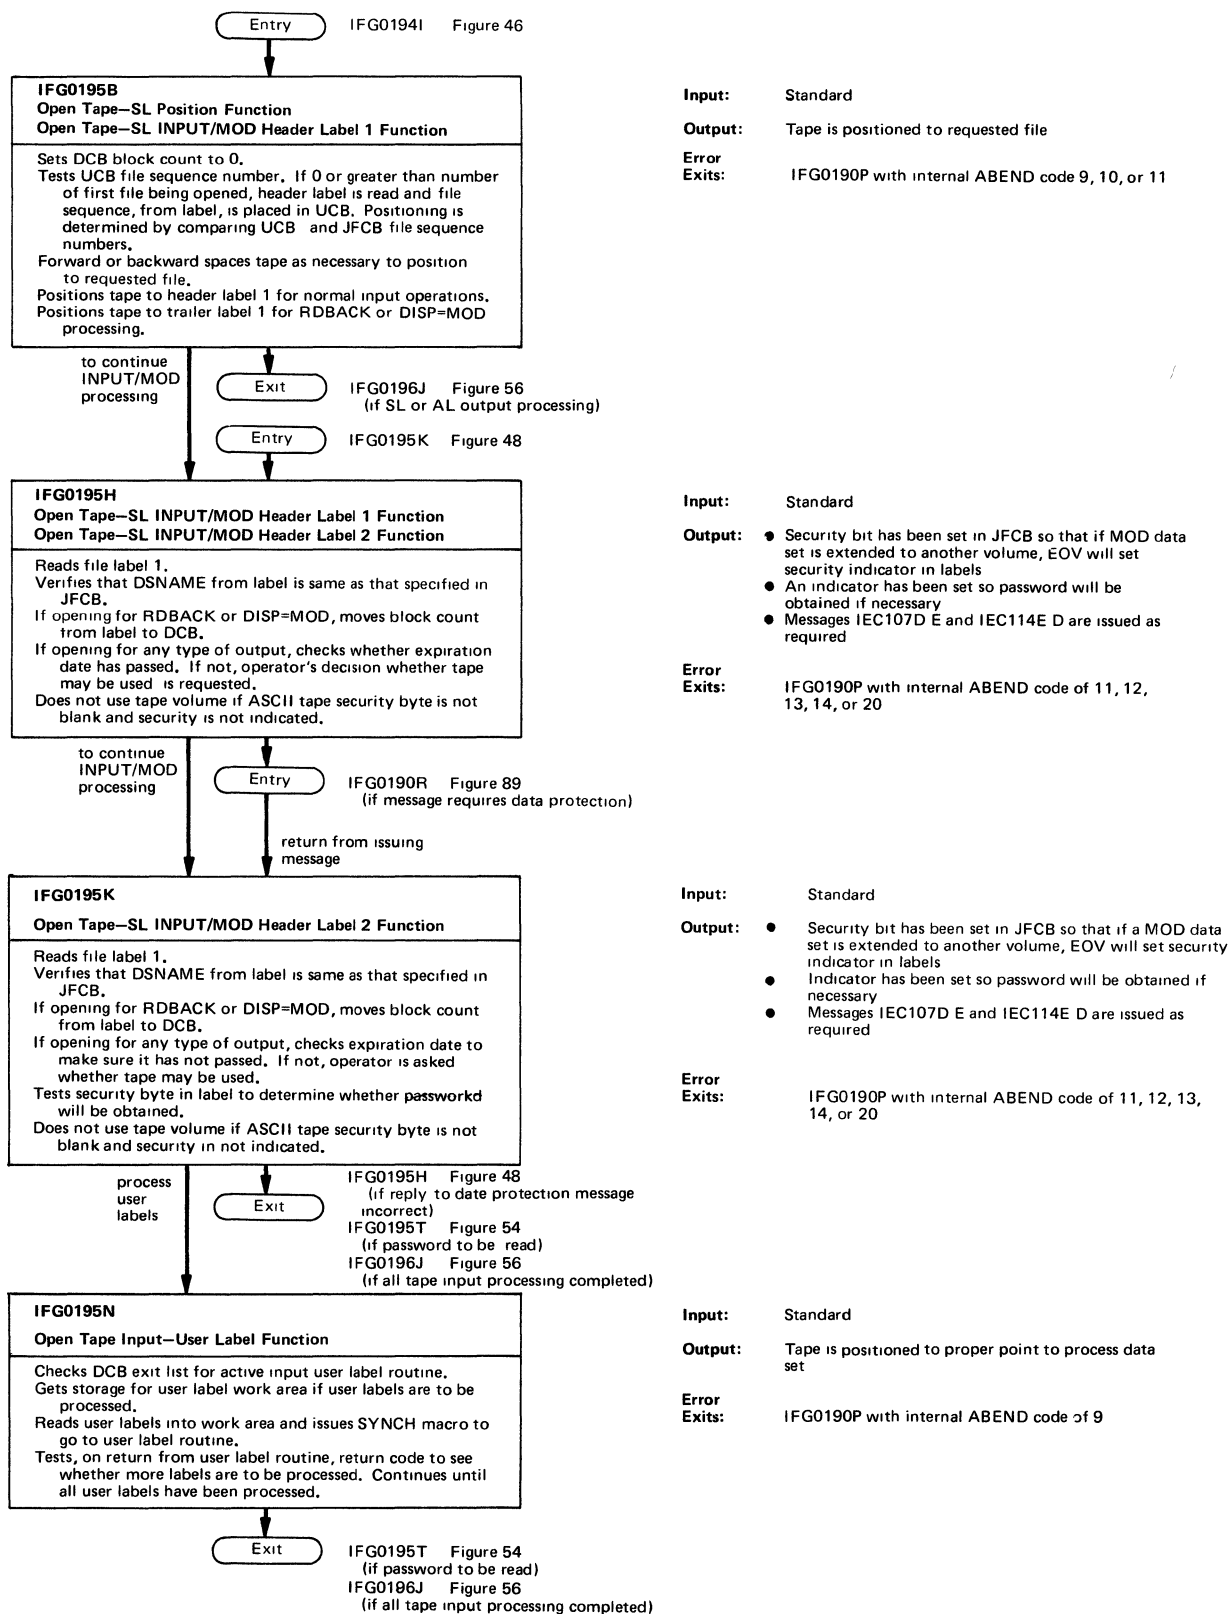 Entry IFG0194I Figure 46
IFG0195B
Open Tape—SL Position Function
Open Tape—SL INPUT/MOD Header Label 1 Function
Sets DCB block count to 0.
Tests UCB file sequence number. If 0 or greater than number
of first file being opened, header label is read and file
sequence, from label, is placed in UCB. Positioning is
determined by comparing UCB and JFCB file sequence
numbers.
Forward or backward spaces tape as necessary to position
to requested file.
Positions tape to header label 1 for normal input operations.
Positions tape to trailer label 1 for RDBACK or DISP=MOD
processing.
Input: Standard
Output: Tape is positioned to requested file
Error
Exits: IFG0190P with internal ABEND code 9, 10, or 11
to continue
INPUT/MOD
processing
Exit IFG0196J Figure 56
(if SL or AL output processing)
Entry IFG0195K Figure 48
IFG0195H
Open Tape—SL INPUT/MOD Header Label 1 Function
Open Tape—SL INPUT/MOD Header Label 2 Function
Reads file label 1.
Verifies that DSNAME from label is same as that specified in
JFCB.
If opening for RDBACK or DISP=MOD, moves block count
from label to DCB.
If opening for any type of output, checks whether expiration
date has passed. If not, operator's decision whether tape
may be used is requested.
Does not use tape volume if ASCII tape security byte is not
blank and security is not indicated.
Input: Standard
Output: ● Security bit has been set in JFCB so that if MOD data
set is extended to another volume, EOV will set
security indicator in labels
● An indicator has been set so password will be
obtained if necessary
● Messages IEC107D E and IEC114E D are issued as
required
Error
Exits: IFG0190P with internal ABEND code of 11, 12,
13, 14, or 20
to continue
INPUT/MOD
processing
Entry IFG0190R Figure 89
(if message requires data protection)
return from issuing
message
IFG0195K
Open Tape—SL INPUT/MOD Header Label 2 Function
Reads file label 1.
Verifies that DSNAME from label is same as that specified in
JFCB.
If opening for RDBACK or DISP=MOD, moves block count
from label to DCB.
If opening for any type of output, checks expiration date to
make sure it has not passed. If not, operator is asked
whether tape may be used.
Tests security byte in label to determine whether passworkd
will be obtained.
Does not use tape volume if ASCII tape security byte is not
blank and security in not indicated.
Input: Standard
Output: ● Security bit has been set in JFCB so that if a MOD data
set is extended to another volume, EOV will set security
indicator in labels
● Indicator has been set so password will be obtained if
necessary
● Messages IEC107D E and IEC114E D are issued as
required
Error
Exits: IFG0190P with internal ABEND code of 11, 12, 13,
14, or 20
process
user
labels
Exit
IFG0195H Figure 48
(if reply to date protection message
incorrect)
IFG0195T Figure 54
(if password to be read)
IFG0196J Figure 56
(if all tape input processing completed)
IFG0195N
Open Tape Input—User Label Function
Checks DCB exit list for active input user label routine.
Gets storage for user label work area if user labels are to be
processed.
Reads user labels into work area and issues SYNCH macro to
go to user label routine.
Tests, on return from user label routine, return code to see
whether more labels are to be processed. Continues until
all user labels have been processed.
Input: Standard
Output: Tape is positioned to proper point to process data
set
Error
Exits: IFG0190P with internal ABEND code of 9
Exit IFG0195T Figure 54
(if password to be read)
IFG0196J Figure 56
(if all tape input processing completed)